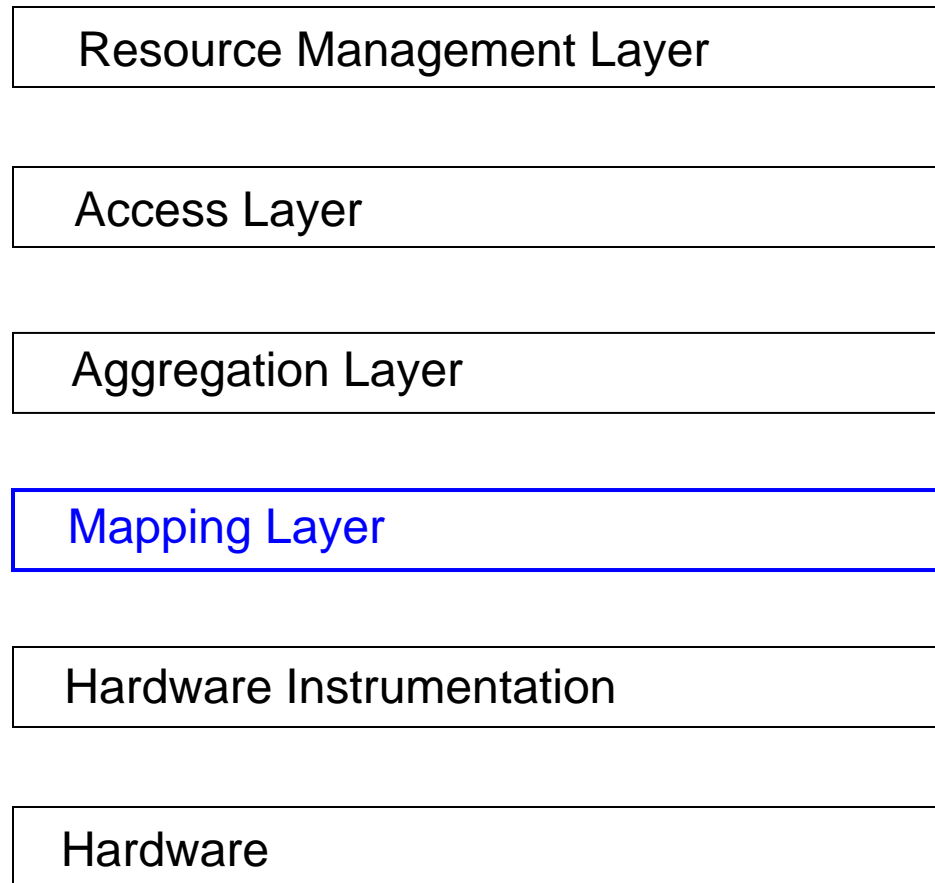 Resource Management Layer
Access Layer
Aggregation Layer
Mapping Layer
Hardware Instrumentation
Hardware